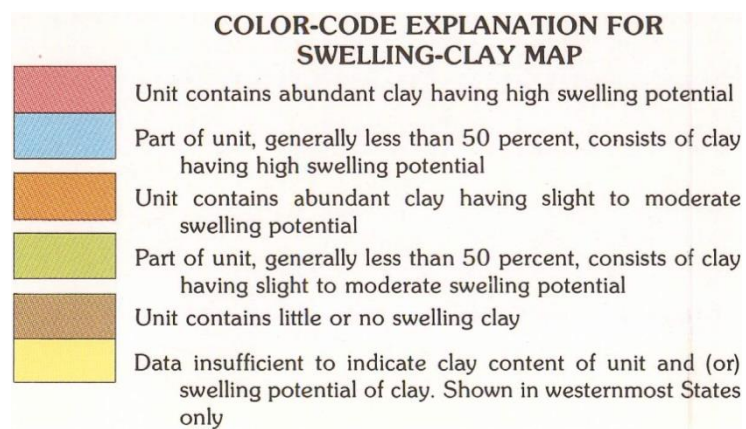 COLOR-CODE EXPLANATION FOR
SWELLING-CLAY MAP
Unit contains abundant clay having high swelling potential
Part of unit, generally less than 50 percent, consists of clay
having high swelling potential
Unit contains abundant clay having slight to moderate
swelling potential
Part of unit, generally less than 50 percent, consists of clay
having slight to moderate swelling potential
Unit contains little or no swelling clay
Data insufficient to indicate clay content of unit and (or)
swelling potential of clay. Shown in westernmost States
only